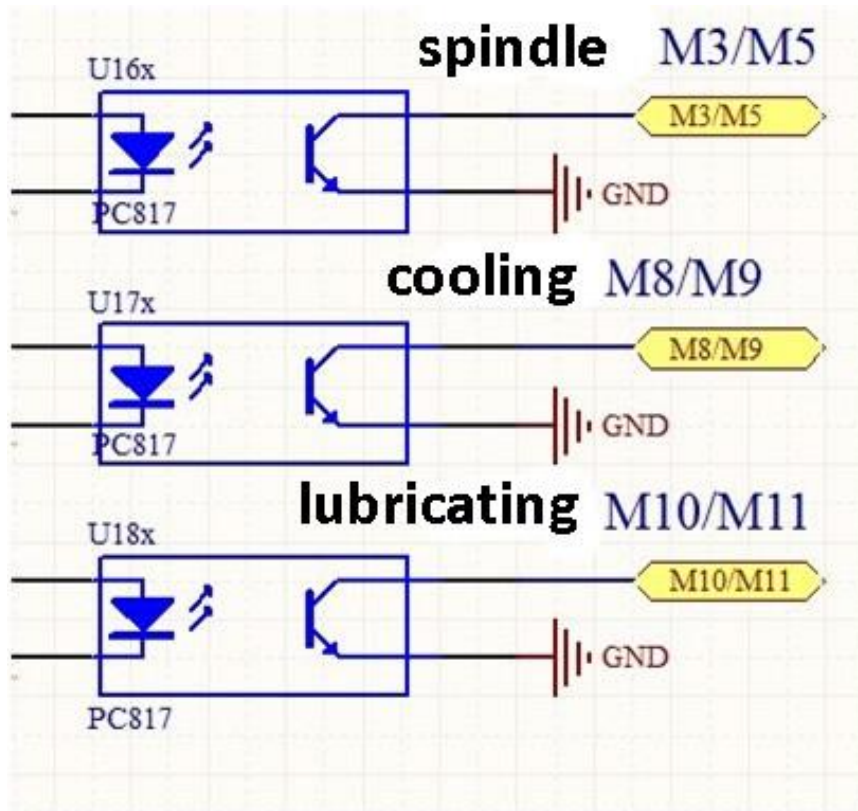 spindle M3/M5
U16x
M3/M5
GND
PC817
cooling M8/M9
U17x
M8/M9
GND
PC817
lubricating M10/M11
U18x
M10/M11
GND
PC817